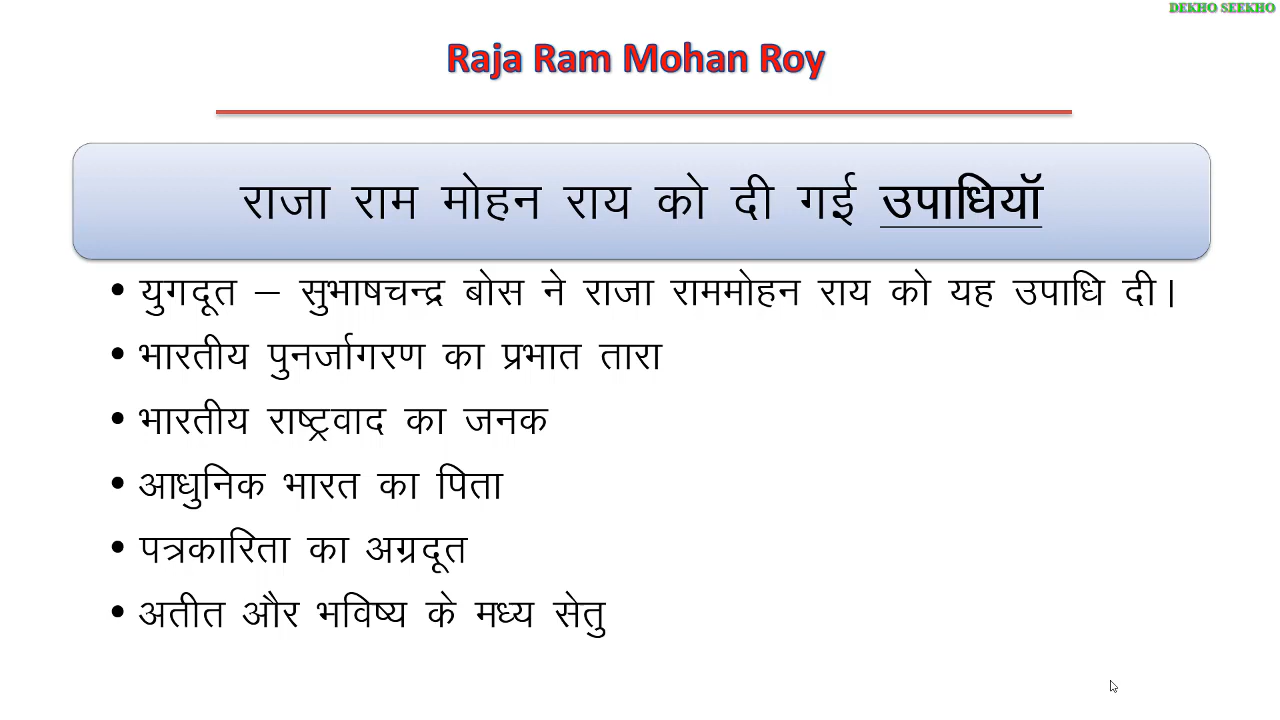 DEKHO SEEKHO
Raja Ram Mohan Roy
राजा राम मोहन राय को दी गई उपाधियॉ
• युगदूत – सुभाषचन्द्र बोस ने राजा राममोहन राय को यह उपाधि दी।
• भारतीय पुनर्जागरण का प्रभात तारा
• भारतीय राष्ट्रवाद का जनक
• आधुनिक भारत का पिता
• पत्रकारिता का अग्रदूत
• अतीत और भविष्य के मध्य सेतु